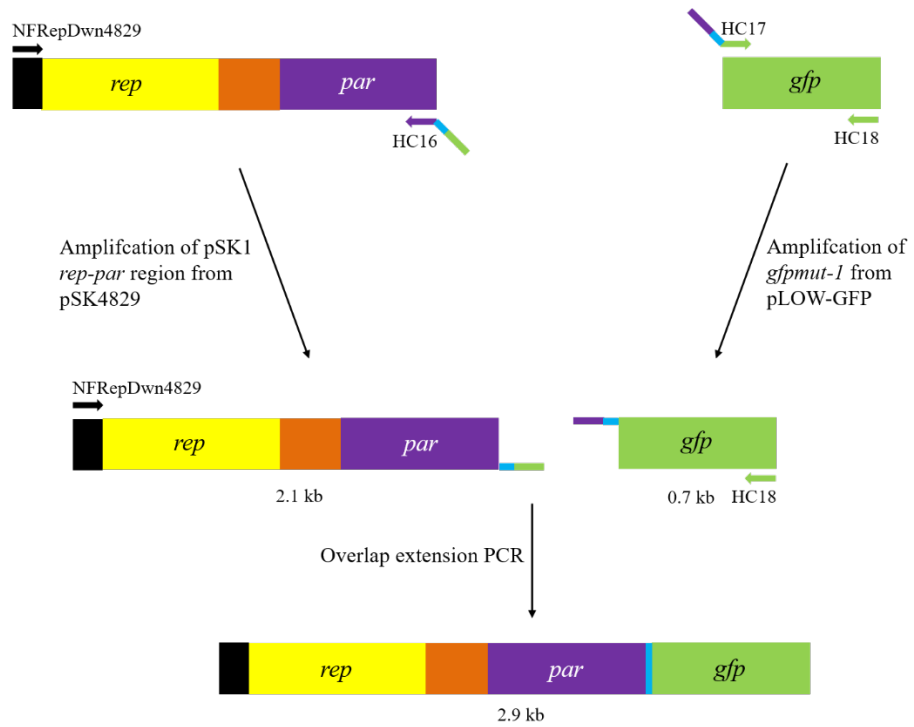 NFRepDwn4829
rep
par
HC16
HC17
gfp
HC18
Amplifcation of pSK1
rep-par region from
pSK4829
Amplifcation of
gfpmut-1 from
pLOW-GFP
NFRepDwn4829
rep
par
2.1 kb
gfp
0.7 kb
HC18
Overlap extension PCR
rep
par
gfp
2.9 kb